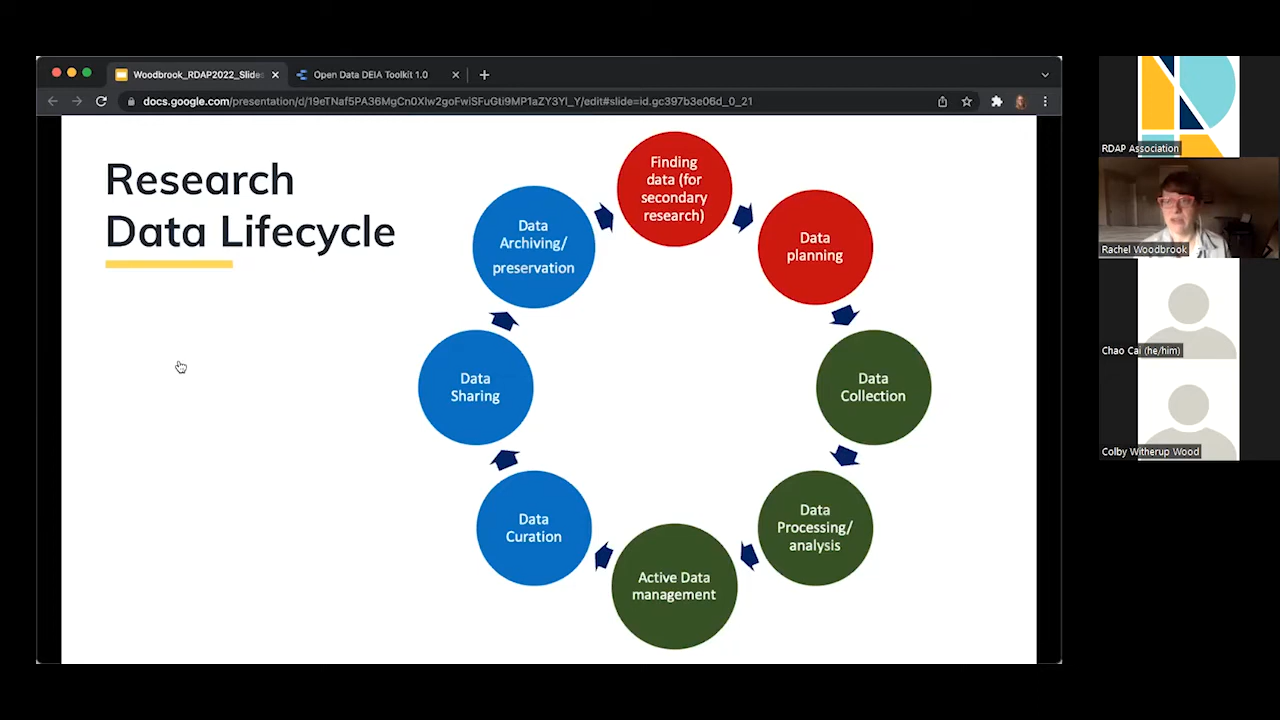 Woodbrook_RDAP2022_Slides
Open Data DEIA Toolkit 1.0
docs.google.com/presentation/d/19eTNaf5PA36MgCn0Xlw2goFwiSFuGti9MP1aZY3Yl_Y/edit#slide=id.gc397b3e06d_0_21
Research
Data Lifecycle
Finding
data (for
secondary
research)
Data
planning
Data
Collection
Data
Processing/
analysis
Active Data
management
Data
Curation
Data
Sharing
Data
Archiving/
preservation
RDAP Association
Rachel Woodbrook
Chao Cai (he/him)
Colby Witherup Wood